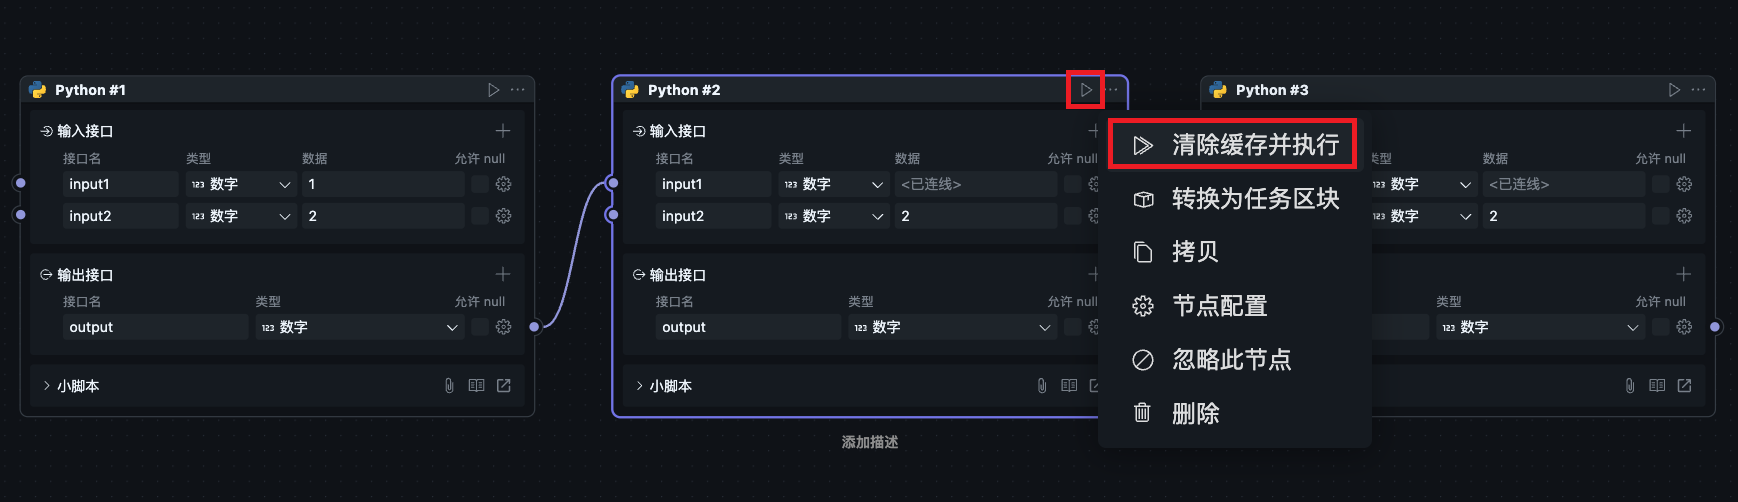 Python #1
输入接口
接口名 类型 数据 允许 null
input1 123 数字 1
input2 123 数字 2
输出接口
接口名 类型 允许 null
output 123 数字
小脚本
Python #2
输入接口
接口名 类型 数据 允许 null
input1 123 数字 <已连线>
input2 123 数字 2
输出接口
接口名 类型 允许 null
output 123 数字
小脚本
添加描述
清除缓存并执行
转换为任务区块
拷贝
节点配置
忽略此节点
删除
Python #3
类型 数据 允许 null
123 数字 <已连线>
123 数字 2
类型 允许 null
123 数字